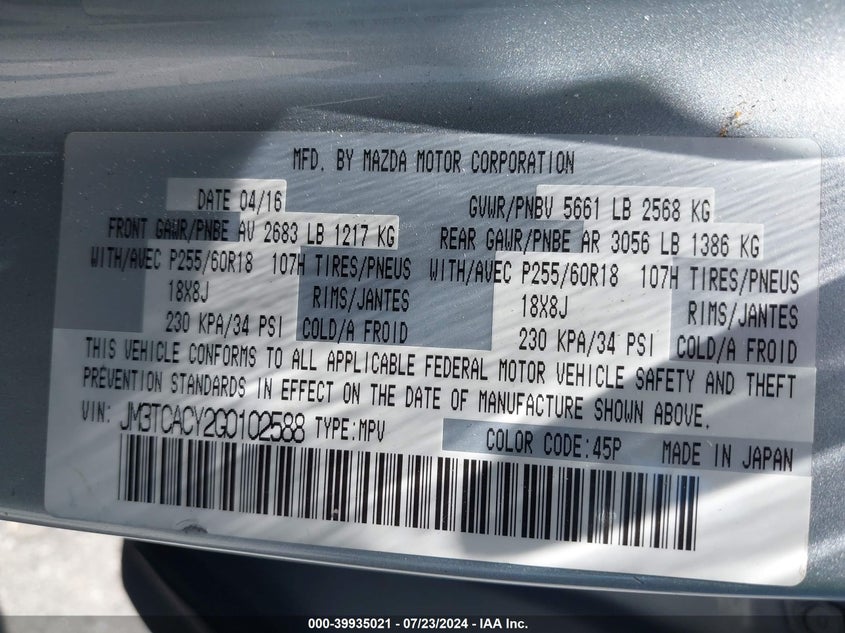 MFD. BY MAZDA MOTOR CORPORATION
DATE 04/16 GVWR/PNBV 5661 LB 2568 KG
FRONT GAWR/PNBE AV 2683 LB 1217 KG REAR GAWR/PNBE AR 3056 LB 1386 KG
WITH/AVEC P255/60R18 107H TIRES/PNEUS WITH/AVEC P255/60R18 107H TIRES/PNEUS
18X8J RIMS/JANTES 18X8J RIMS/JANTES
230 KPA/34 PSI COLD/A FROID 230 KPA/34 PSI COLD/A FROID
THIS VEHICLE CONFORMS TO ALL APPLICABLE FEDERAL MOTOR VEHICLE SAFETY AND THEFT
PREVENTION STANDARDS IN EFFECT ON THE DATE OF MANUFACTURE SHOWN ABOVE.
VIN: JM3TCACY2G0102588 TYPE:MPV
COLOR CODE:45P MADE IN JAPAN
000-39935021 - 07/23/2024 - IAA Inc.